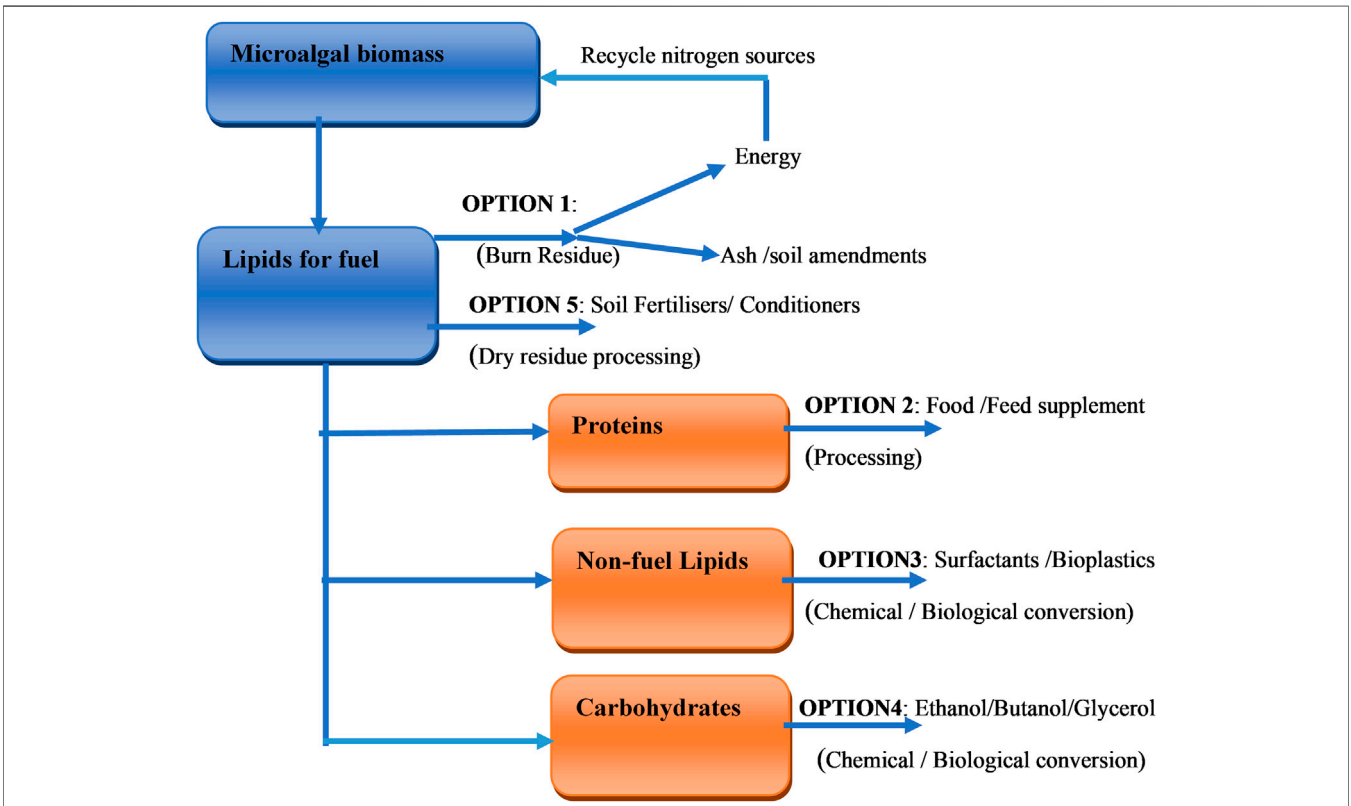 Microalgal biomass
Recycle nitrogen sources
Energy
OPTION 1:
(Burn Residue)
Ash /soil amendments
Lipids for fuel
OPTION 5: Soil Fertilisers/ Conditioners
(Dry residue processing)
Proteins
OPTION 2: Food /Feed supplement
(Processing)
Non-fuel Lipids
OPTION3: Surfactants /Bioplastics
(Chemical / Biological conversion)
Carbohydrates
OPTION4: Ethanol/Butanol/Glycerol
(Chemical / Biological conversion)